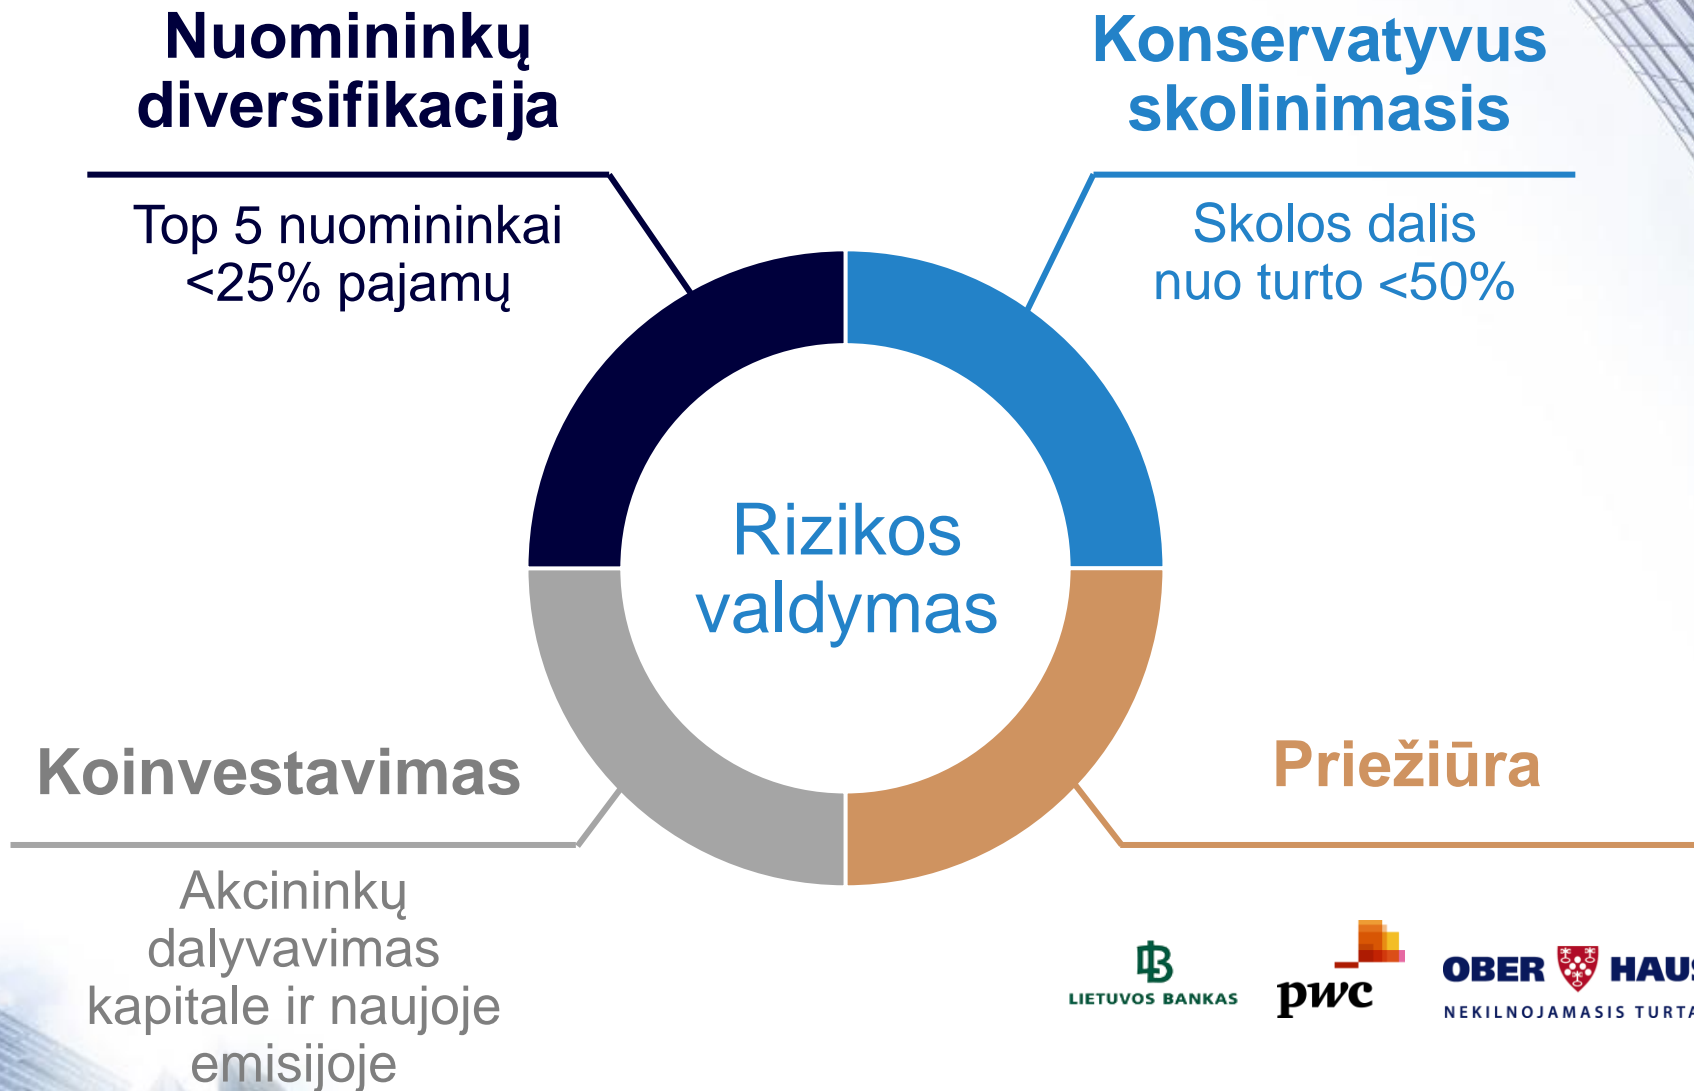 Nuomininkų
diversifikacija
Top 5 nuomininkai
<25% pajamų
Konservatyvus
skolinimasis
Skolos dalis
nuo turto <50%
Rizikos
valdymas
Koinvestavimas
Akcininkų
dalyvavimas
kapitale ir naujoje
emisijoje
Priežiūra
LIETUVOS BANKAS
pwc
OBER HAUS
NEKILNOJAMASIS TURTA